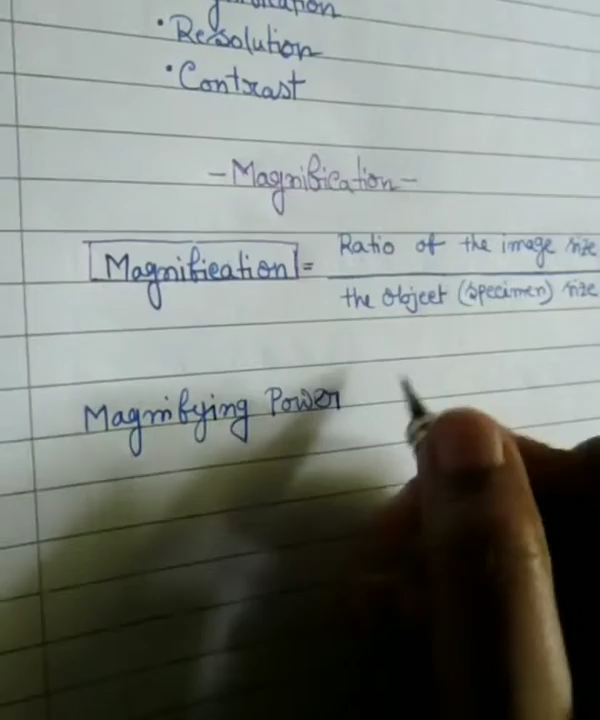 • Resolution
• Contrast
- Magnification -
Magnification = Ratio of the image size
the object (specimen) size
Magnifying Power